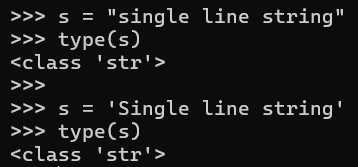 >>> s = "single line string"
>>> type(s)
<class 'str'>
>>>
>>> s = 'Single line string'
>>> type(s)
<class 'str'>